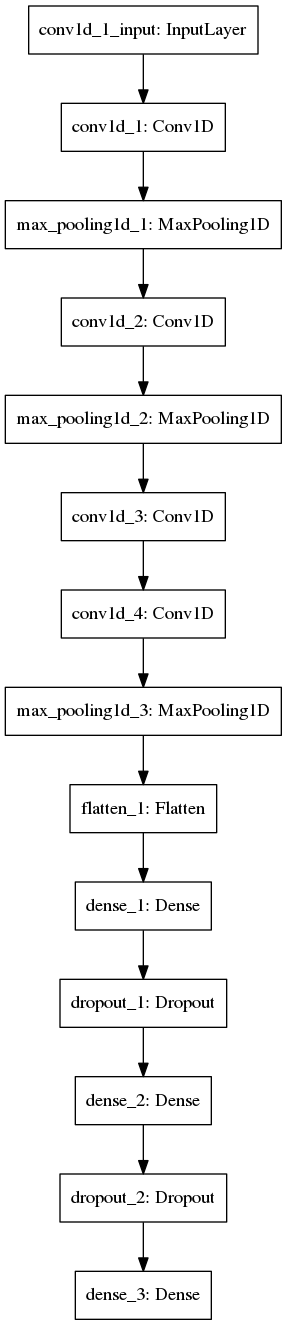 conv1d_1_input: InputLayer
conv1d_1: Conv1D
max_pooling1d_1: MaxPooling1D
conv1d_2: Conv1D
max_pooling1d_2: MaxPooling1D
conv1d_3: Conv1D
conv1d_4: Conv1D
max_pooling1d_3: MaxPooling1D
flatten_1: Flatten
dense_1: Dense
dropout_1: Dropout
dense_2: Dense
dropout_2: Dropout
dense_3: Dense